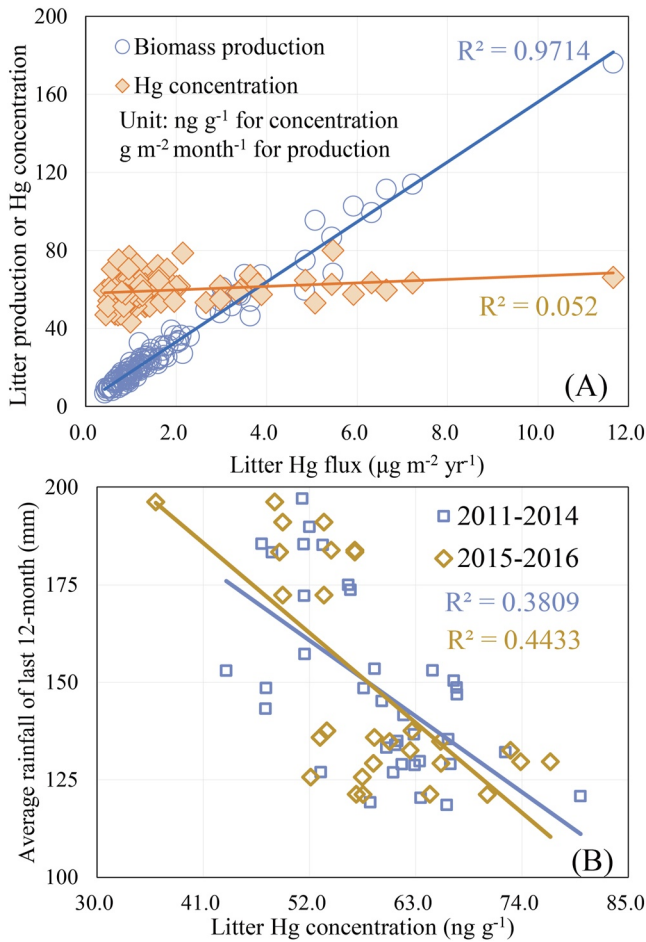 200
Biomass production
R² = 0.9714
160
Hg concentration
Unit: ng g⁻¹ for concentration
g m⁻² month⁻¹ for production
120
80
R² = 0.052
40
(A)
0
0.0 2.0 4.0 6.0 8.0 10.0 12.0
Litter Hg flux (μg m⁻² yr⁻¹)
Litter production or Hg concentration
200
2011-2014
2015-2016
175
R² = 0.3809
R² = 0.4433
150
125
(B)
100
30.0 41.0 52.0 63.0 74.0 85.0
Litter Hg concentration (ng g⁻¹)
Average rainfall of last 12-month (mm)